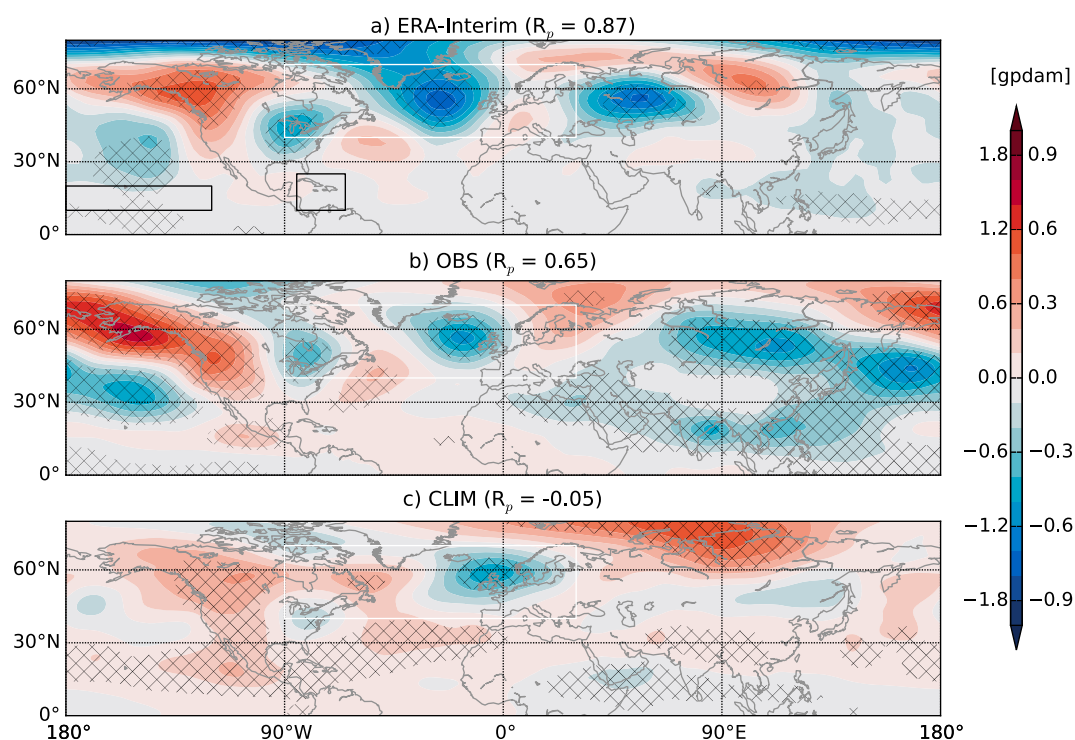 a) ERA-Interim (Rp = 0.87)
60°N
30°N
0°
b) OBS (Rp = 0.65)
60°N
30°N
0°
c) CLIM (Rp = -0.05)
60°N
30°N
0°
180° 90°W 0° 90°E 180°
[gpdam]
1.8 0.9
1.2 0.6
0.6 0.3
0.0 0.0
−0.6 −0.3
−1.2 −0.6
−1.8 −0.9